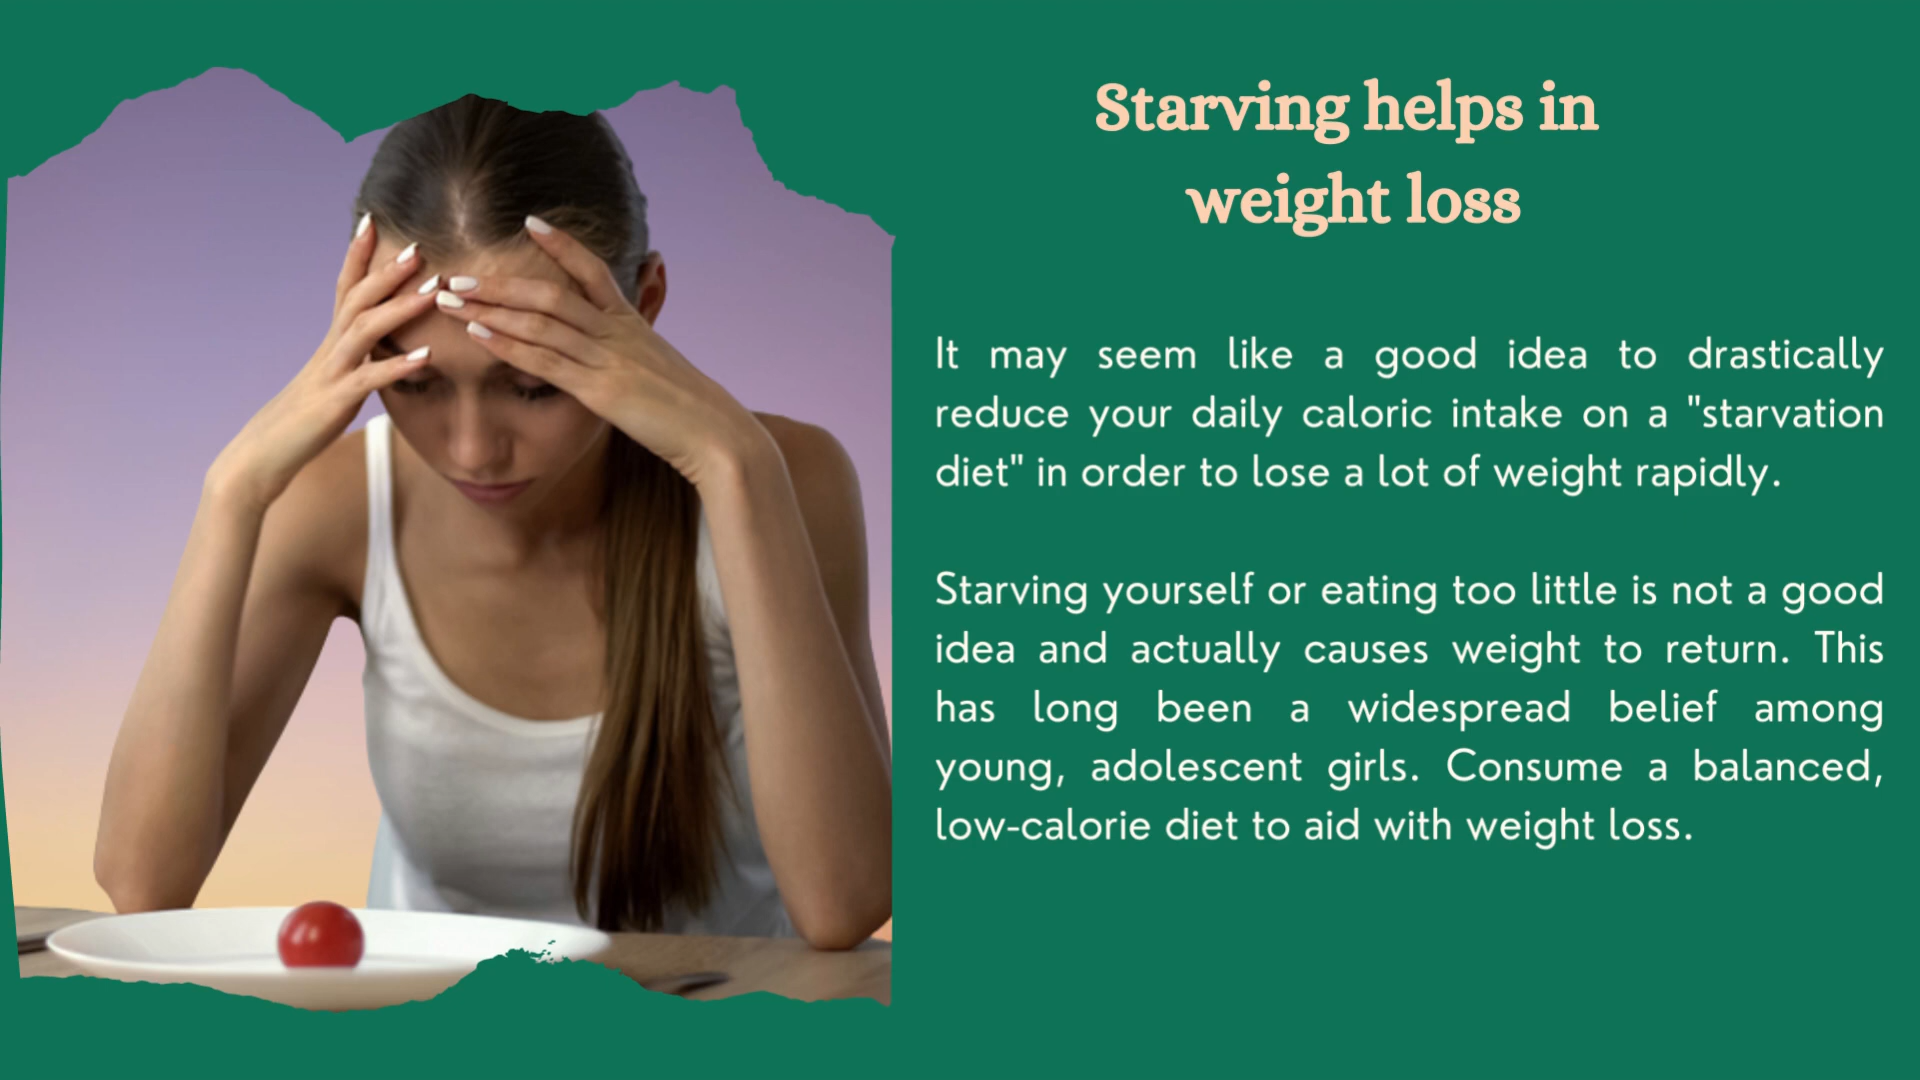 Starving helps in
weight loss
It may seem like a good idea to drastically
reduce your daily caloric intake on a "starvation
diet" in order to lose a lot of weight rapidly.
Starving yourself or eating too little is not a good
idea and actually causes weight to return. This
has long been a widespread belief among
young, adolescent girls. Consume a balanced,
low-calorie diet to aid with weight loss.